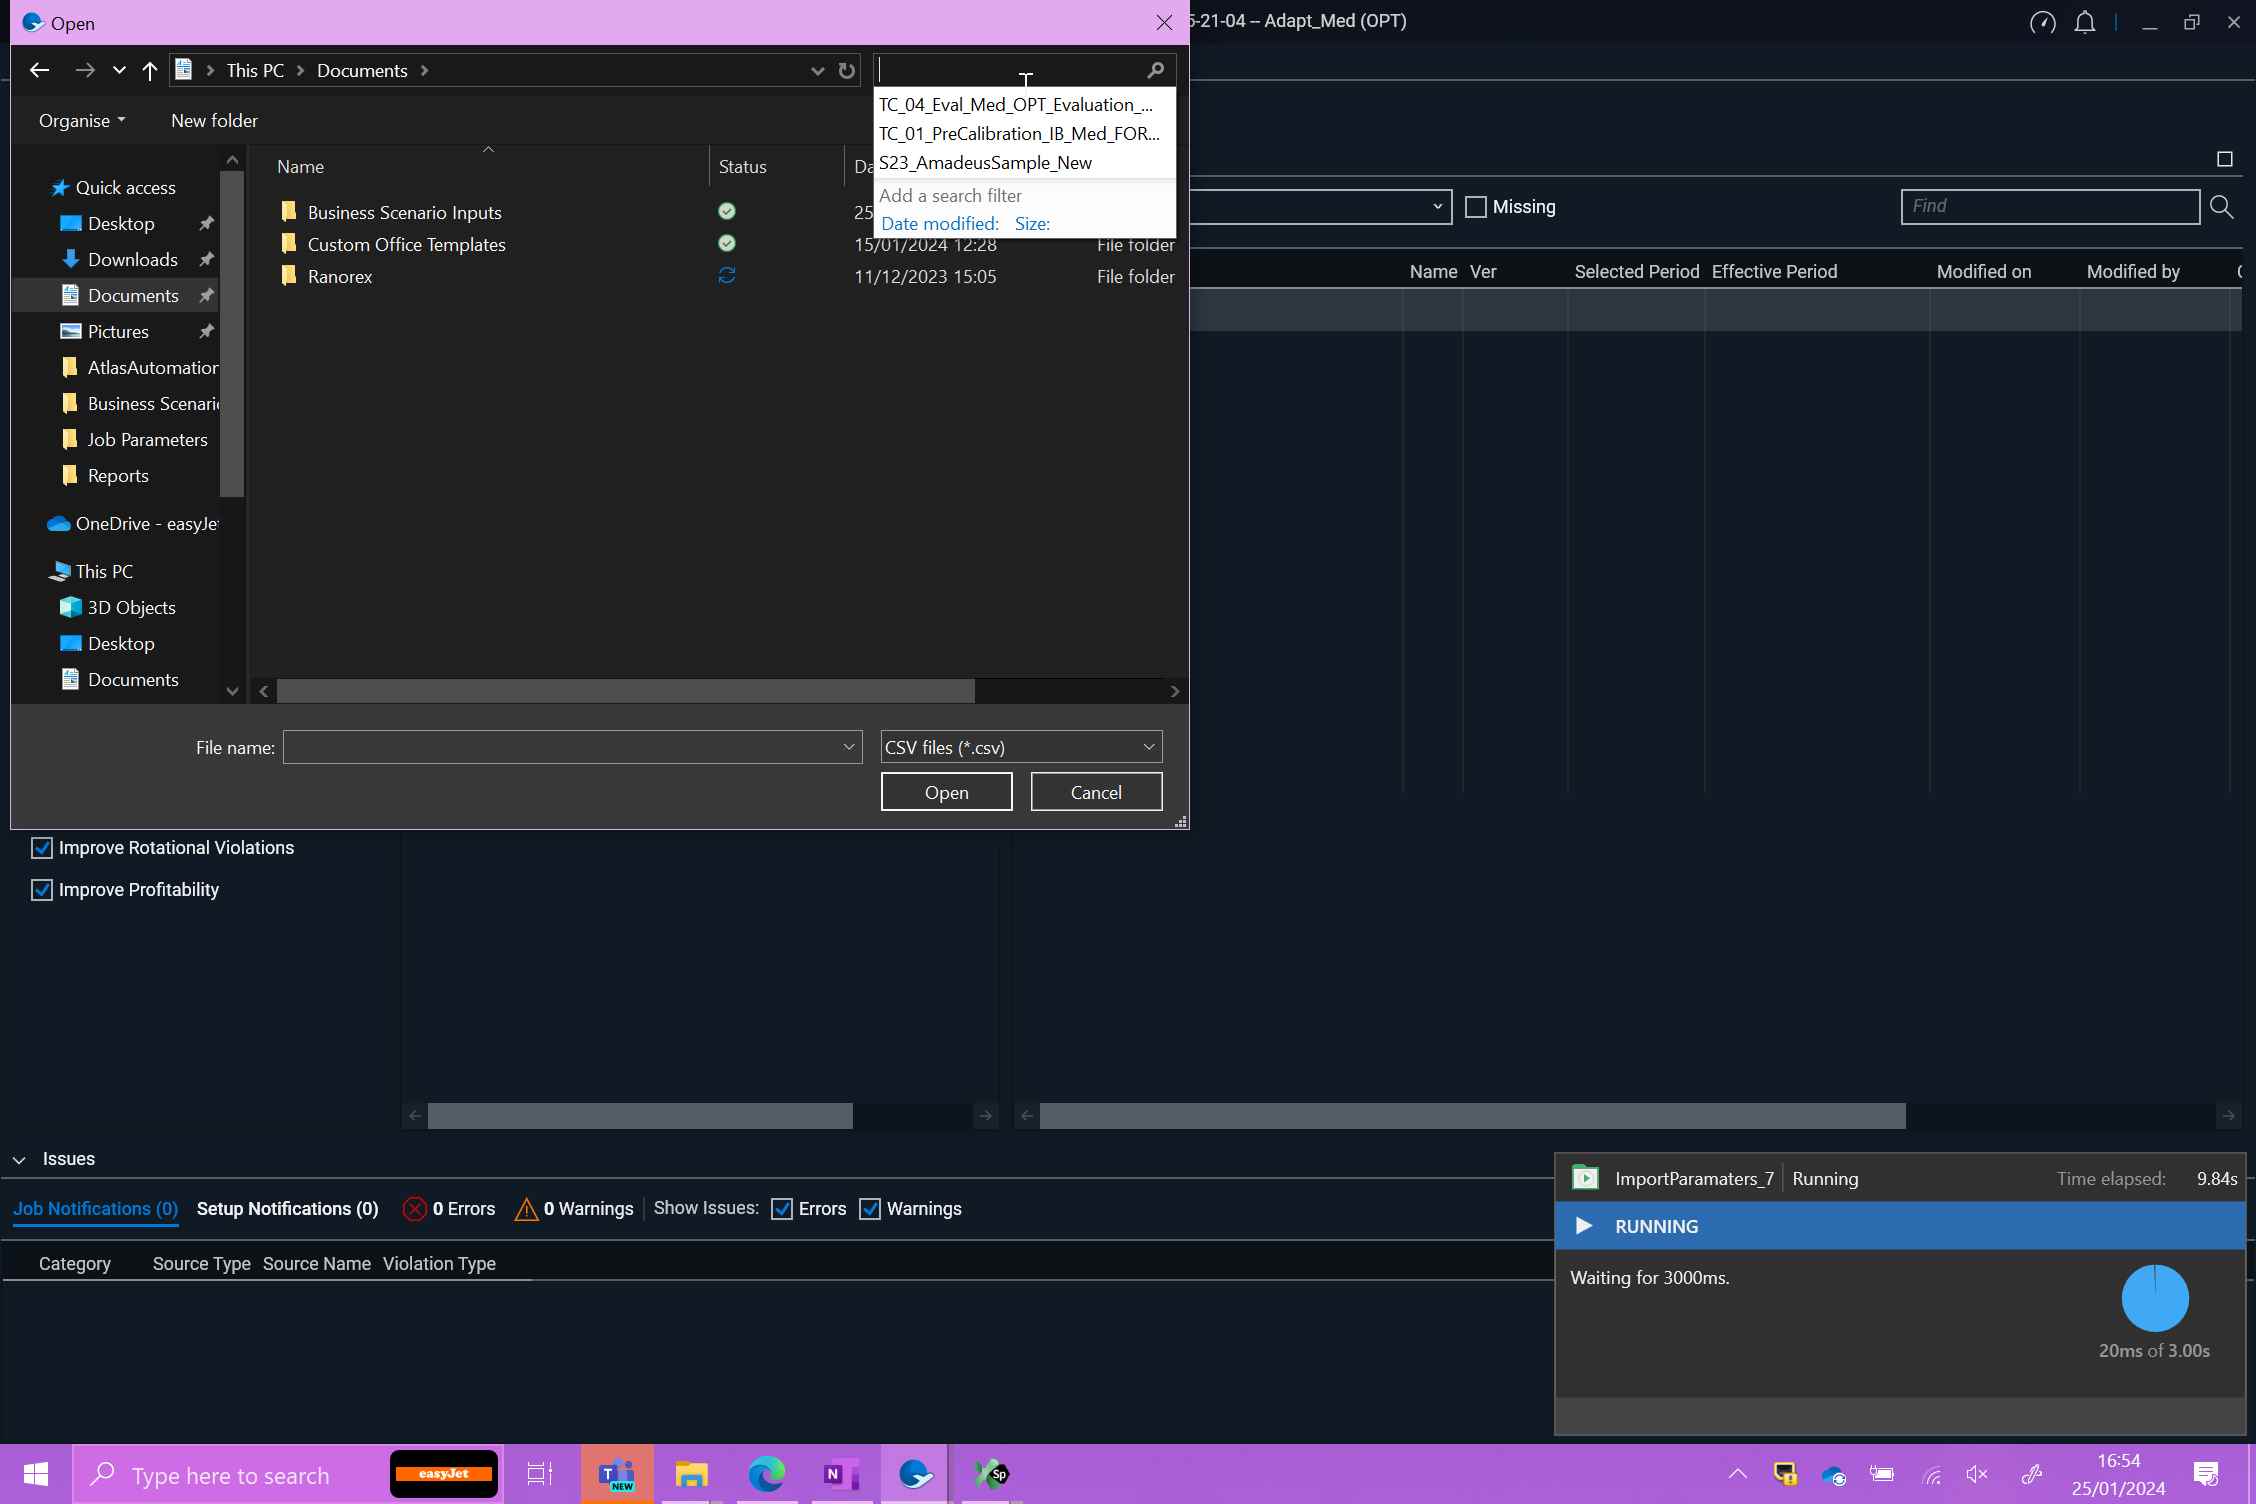 Open
5-21-04 -- Adapt_Med (OPT)
This PC
Documents
TC_04_Eval_Med_OPT_Evaluation_...
TC_01_PreCalibration_IB_Med_FOR...
S23_AmadeusSample_New
Add a search filter
Date modified: Size:
Organise
New folder
Name
Status
Da
Quick access
Desktop
Downloads
Documents
Pictures
AtlasAutomation
Business Scenario
Job Parameters
Reports
OneDrive - easyJet
This PC
3D Objects
Desktop
Documents
Business Scenario Inputs
25
Custom Office Templates
15/01/2024 12:28
File folder
Ranorex
11/12/2023 15:05
File folder
File name:
CSV files (*.csv)
Open
Cancel
Missing
Find
Name
Ver
Selected Period
Effective Period
Modified on
Modified by
Improve Rotational Violations
Improve Profitability
Issues
Job Notifications (0)
Setup Notifications (0)
0 Errors
0 Warnings
Show Issues:
Errors
Warnings
Category
Source Type
Source Name
Violation Type
ImportParamaters_7
Running
Time elapsed:
9.84s
RUNNING
Waiting for 3000ms.
20ms of 3.00s
Type here to search
easyJet
T
NEW
N
Sp
16:54
25/01/2024